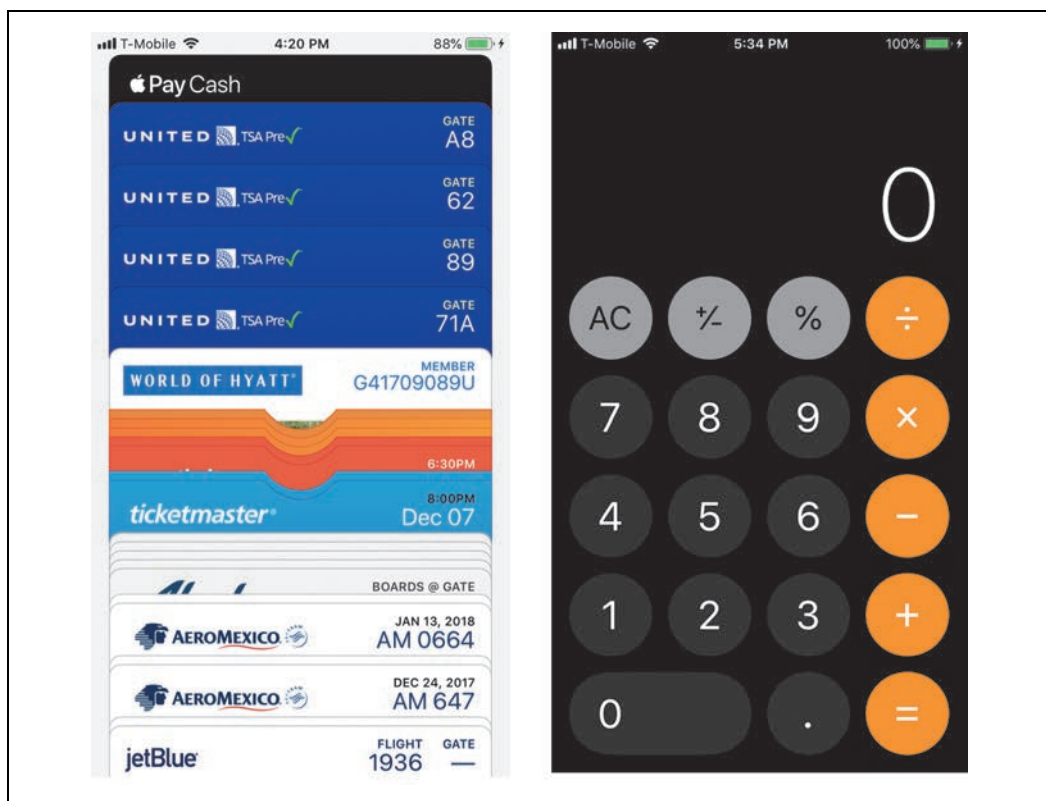 T-Mobile 4:20 PM 88%
Pay Cash
GATE
UNITED TSA Pre A8
GATE
UNITED TSA Pre 62
GATE
UNITED TSA Pre 89
GATE
UNITED TSA Pre 71A
MEMBER
WORLD OF HYATT® G41709089U
6:30PM
8:00PM
ticketmaster® Dec 07
BOARDS @ GATE
JAN 13, 2018
AEROMEXICO. AM 0664
DEC 24, 2017
AEROMEXICO. AM 647
FLIGHT GATE
jetBlue 1936 —
T-Mobile 5:34 PM 100%
0
AC +/- % ÷
7 8 9 ×
4 5 6 −
1 2 3 +
0 . =